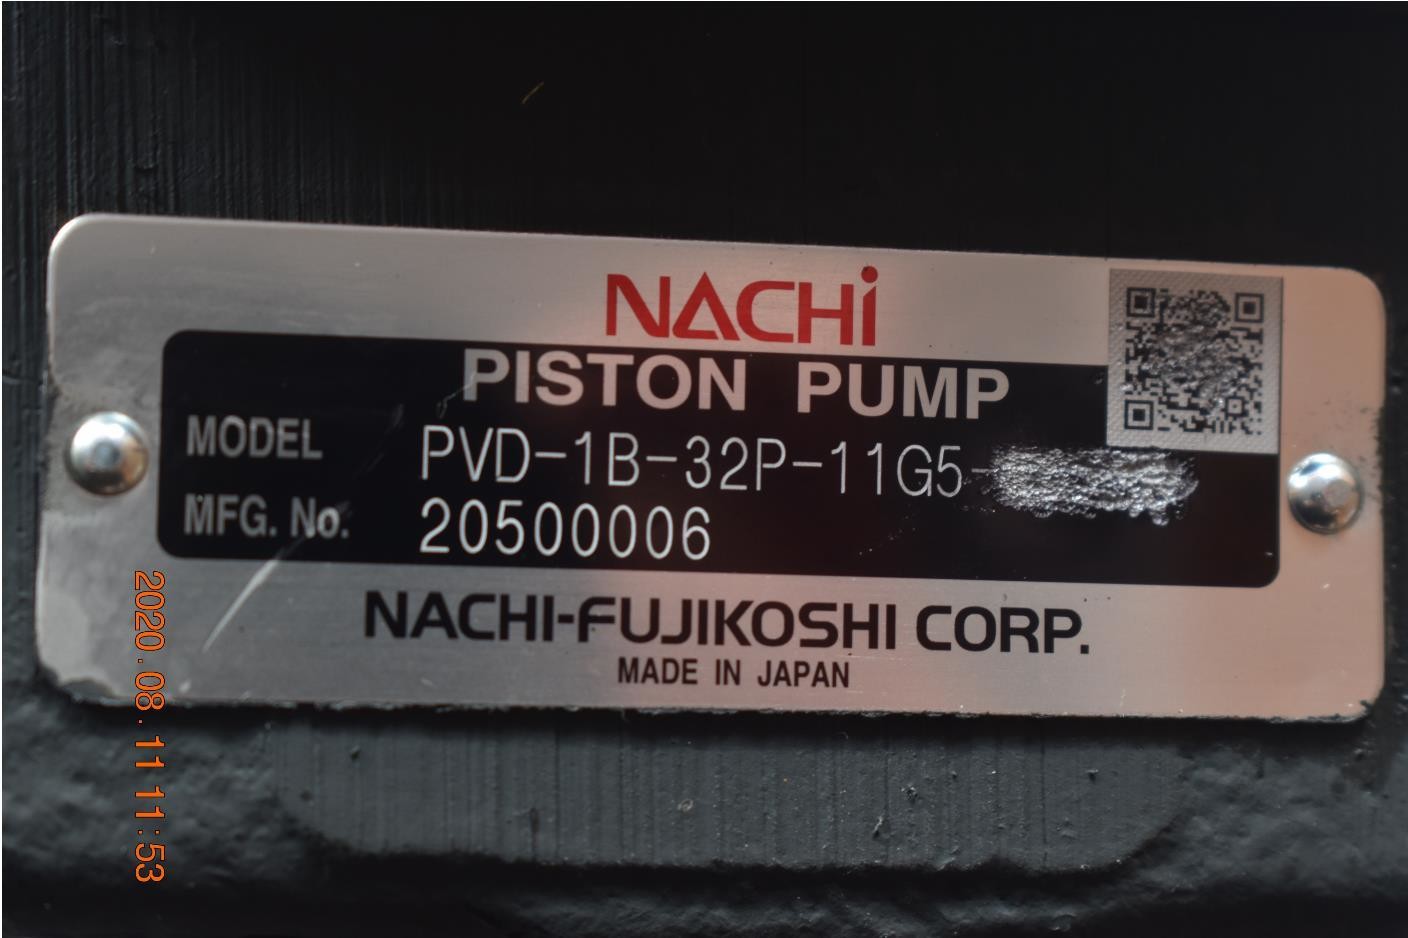 NACHi
PISTON PUMP
MODEL PVD-1B-32P-11G5-
MFG. No. 20500006
NACHI-FUJIKOSHI CORP.
MADE IN JAPAN
2020.08.11 11:53